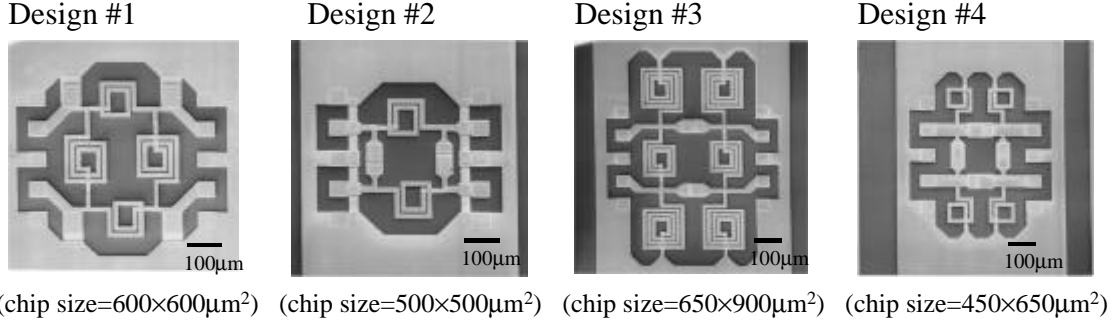 Design #1 Design #2 Design #3 Design #4
100μm 100μm 100μm 100μm
(chip size=600×600μm²) (chip size=500×500μm²) (chip size=650×900μm²) (chip size=450×650μm²)